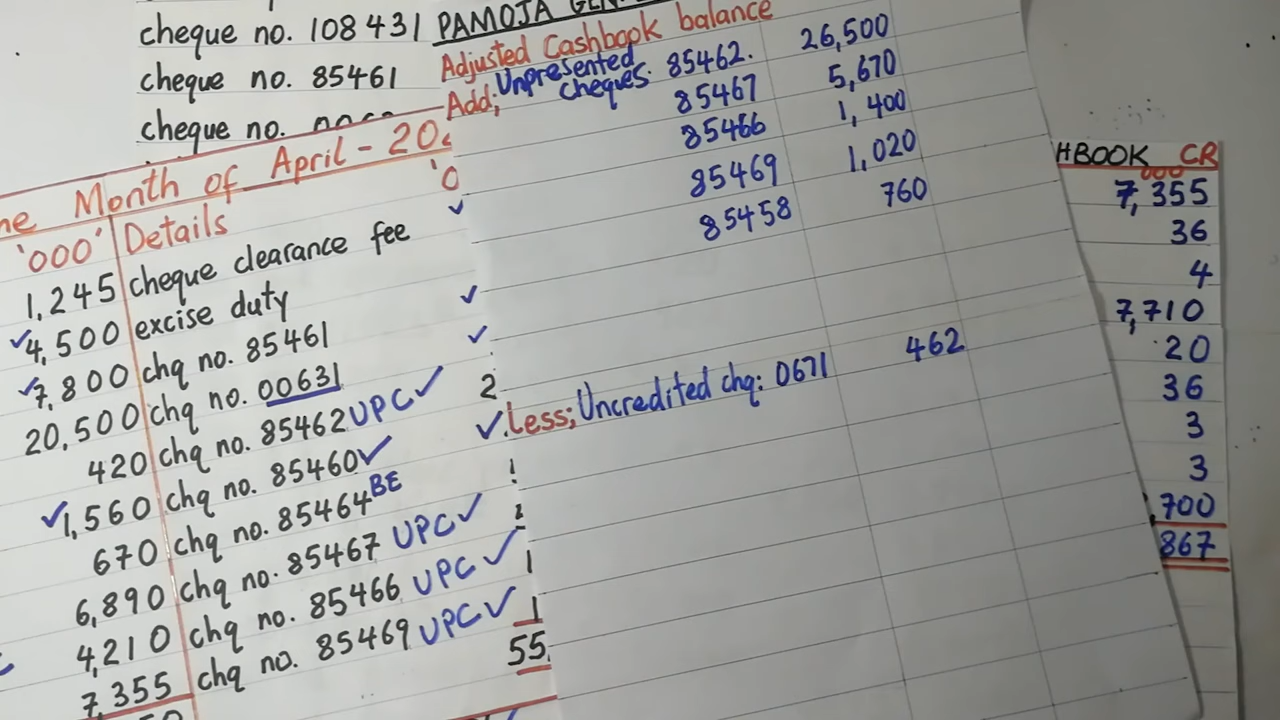 cheque no. 108431
cheque no. 85461
cheque no.
Month of April - 20
'000' Details
1,245 cheque clearance fee
✓4,500 excise duty ✓
✓7,800 chq no. 85461 ✓
20,500 chq no. 00631 2
420 chq no. 85462 UPC✓
✓1,560 chq no. 85460✓
670 chq no. 85464 BE
6,890 chq no. 85467 UPC✓
4,210 chq no. 85466 UPC✓
7,355 chq no. 85469 UPC✓
55
PAMOJA
Adjusted Cashbook balance
Add; Unpresented cheques. 85462. 26,500
85467 5,670
85466 1,400
85469 1,020
85458 760
Less; Uncredited chq: 0671 462
HBOOK CR
000
7,355
36
4
7,710
20
36
3
3
,700
867